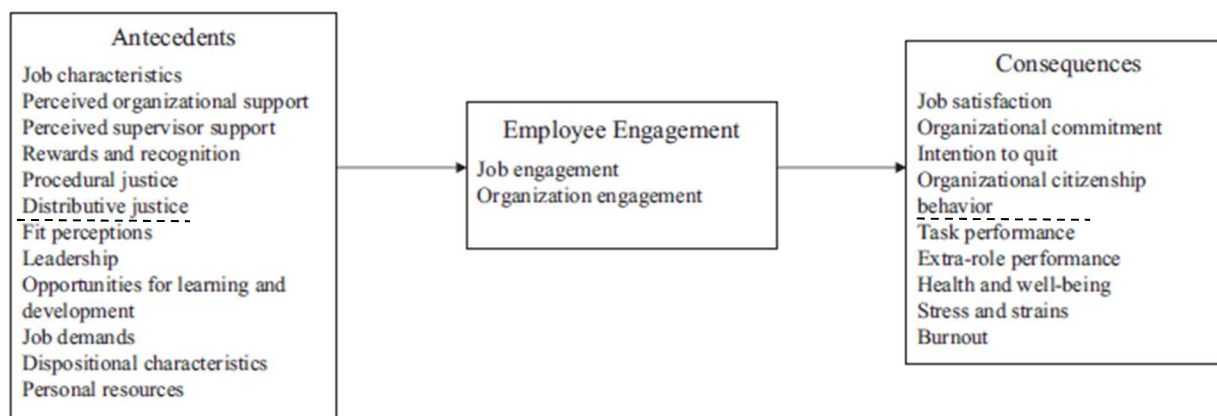 Antecedents
Job characteristics
Perceived organizational support
Perceived supervisor support
Rewards and recognition
Procedural justice
Distributive justice
Fit perceptions
Leadership
Opportunities for learning and
development
Job demands
Dispositional characteristics
Personal resources
Employee Engagement
Job engagement
Organization engagement
Consequences
Job satisfaction
Organizational commitment
Intention to quit
Organizational citizenship
behavior
Task performance
Extra-role performance
Health and well-being
Stress and strains
Burnout